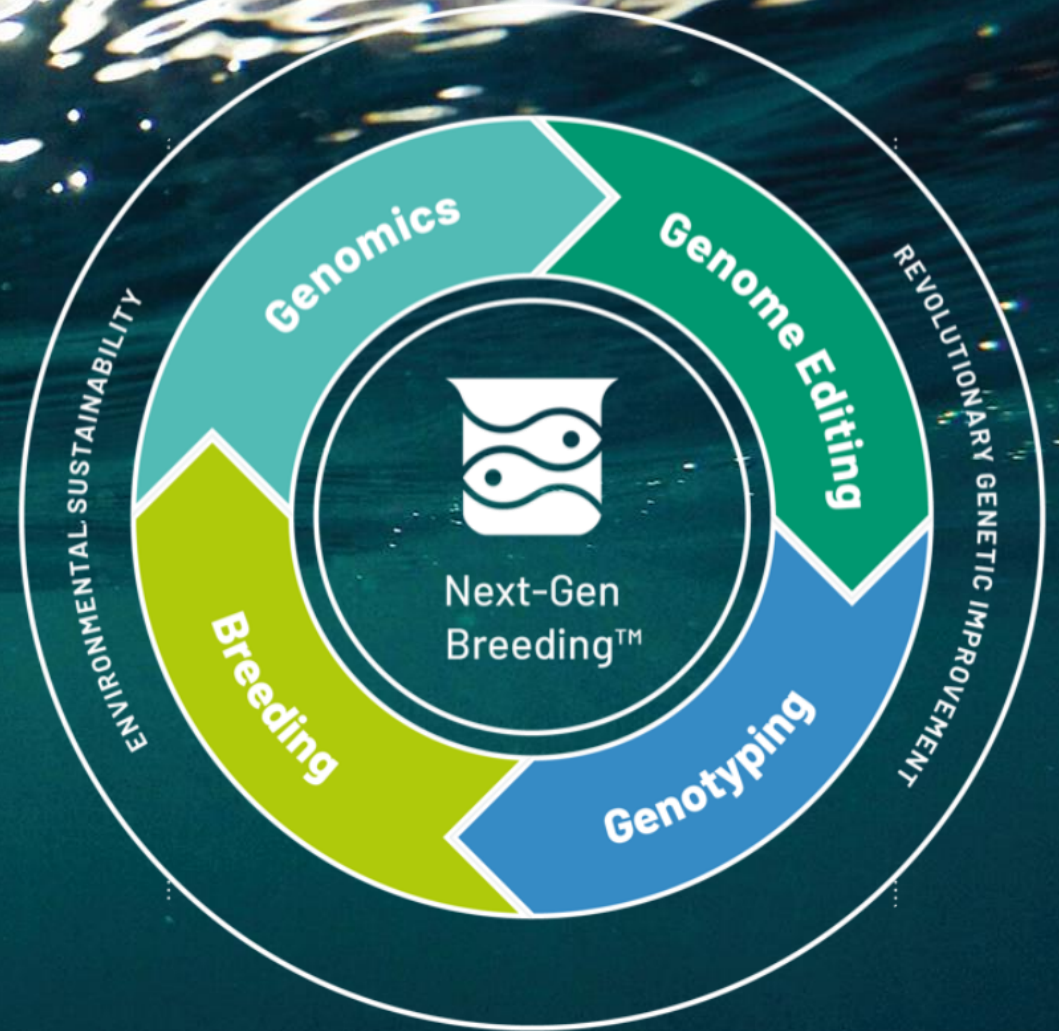 Genomics
Genome Editing
ENVIRONMENTAL SUSTAINABILITY
REVOLUTIONARY GENETIC IMPROVEMENT
Next-Gen
Breeding™
Breeding
Genotyping